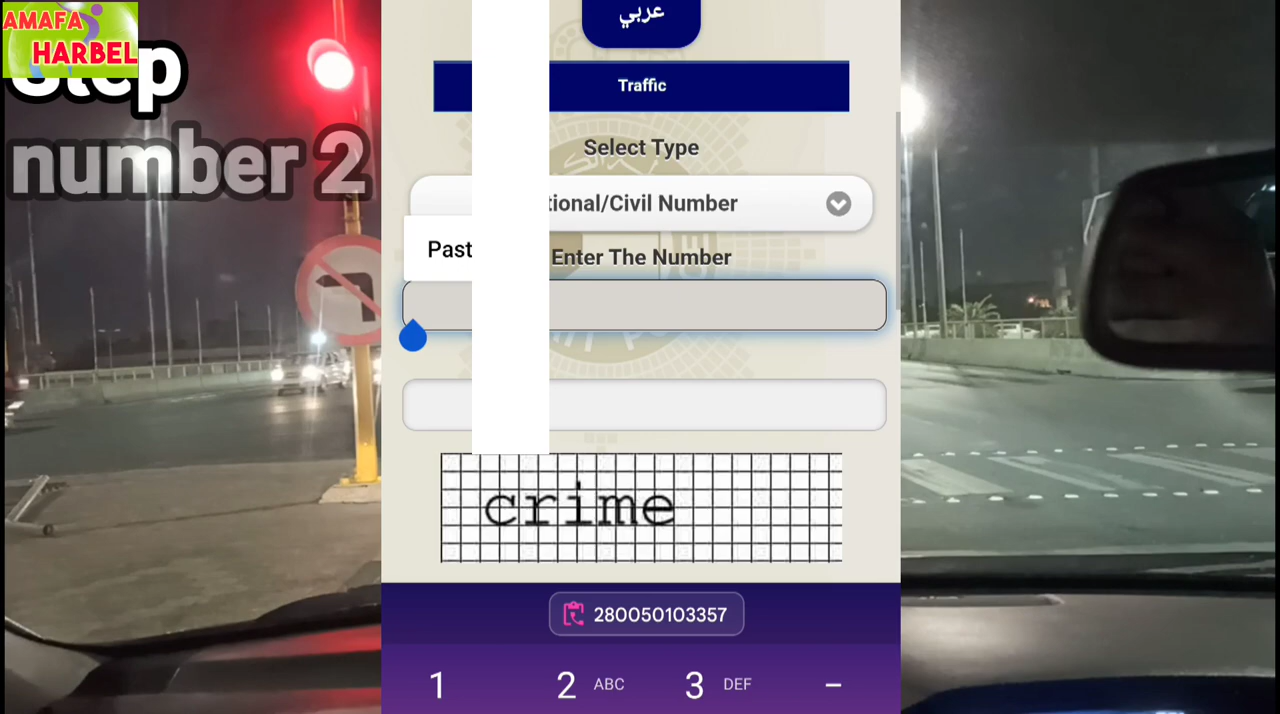 AMAFA
HARBEL
Step
number 2
عربي
Traffic
Select Type
tional/Civil Number
Past
Enter The Number
crime
280050103357
1
2 ABC
3 DEF
-